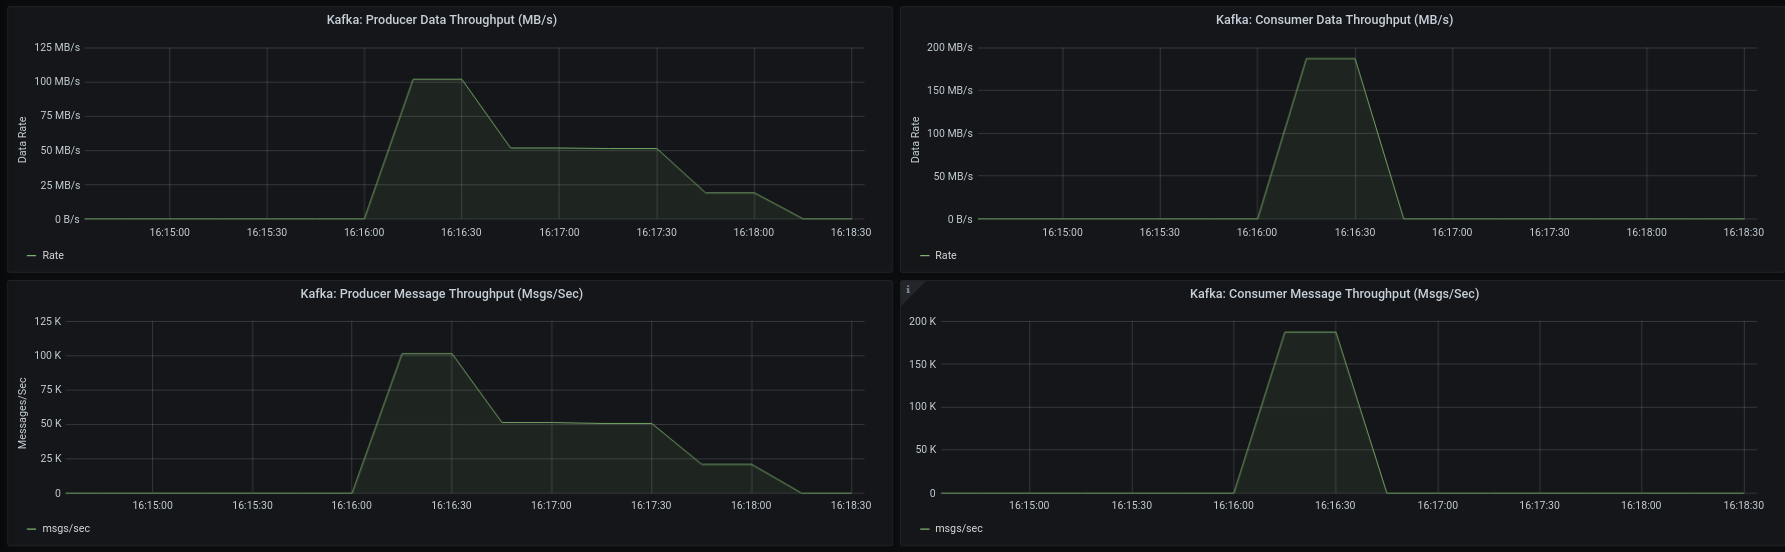 Kafka: Producer Data Throughput (MB/s)
125 MB/s
100 MB/s
75 MB/s
50 MB/s
25 MB/s
0 B/s
Data Rate
16:15:00 16:15:30 16:16:00 16:16:30 16:17:00 16:17:30 16:18:00 16:18:30
Rate
Kafka: Consumer Data Throughput (MB/s)
200 MB/s
150 MB/s
100 MB/s
50 MB/s
0 B/s
Data Rate
16:15:00 16:15:30 16:16:00 16:16:30 16:17:00 16:17:30 16:18:00 16:18:30
Rate
Kafka: Producer Message Throughput (Msgs/Sec)
125 K
100 K
75 K
50 K
25 K
0
Messages/Sec
16:15:00 16:15:30 16:16:00 16:16:30 16:17:00 16:17:30 16:18:00 16:18:30
msgs/sec
i
Kafka: Consumer Message Throughput (Msgs/Sec)
200 K
150 K
100 K
50 K
0
16:15:00 16:15:30 16:16:00 16:16:30 16:17:00 16:17:30 16:18:00 16:18:30
msgs/sec